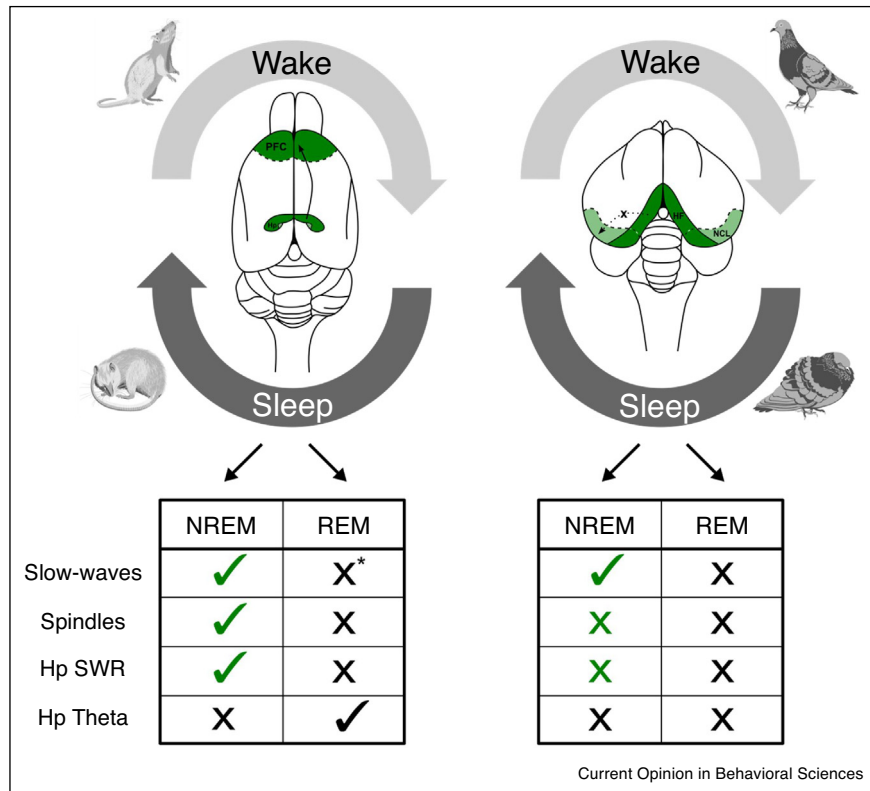 Wake
PFC
Hp
Sleep
Wake
x
HF
NCL
Sleep
NREM REM
Slow-waves ✓ x*
Spindles ✓ x
Hp SWR ✓ x
Hp Theta x ✓
NREM REM
✓ x
x x
x x
x x
Current Opinion in Behavioral Sciences